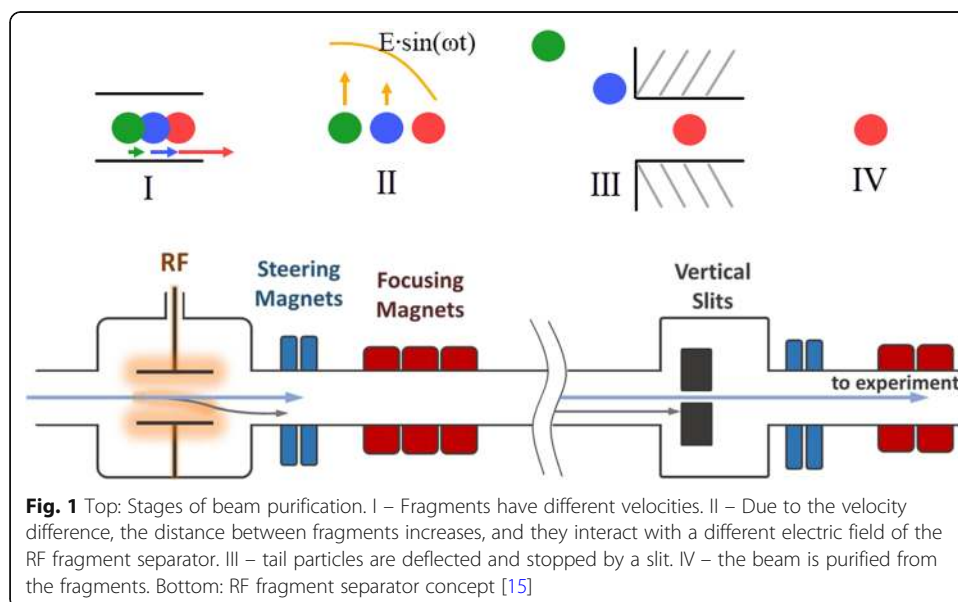 E·sin(ωt)
I
II
III
IV
RF
Steering
Magnets
Focusing
Magnets
Vertical
Slits
to experiment
Fig. 1 Top: Stages of beam purification. I – Fragments have different velocities. II – Due to the velocity
difference, the distance between fragments increases, and they interact with a different electric field of the
RF fragment separator. III – tail particles are deflected and stopped by a slit. IV – the beam is purified from
the fragments. Bottom: RF fragment separator concept [15]